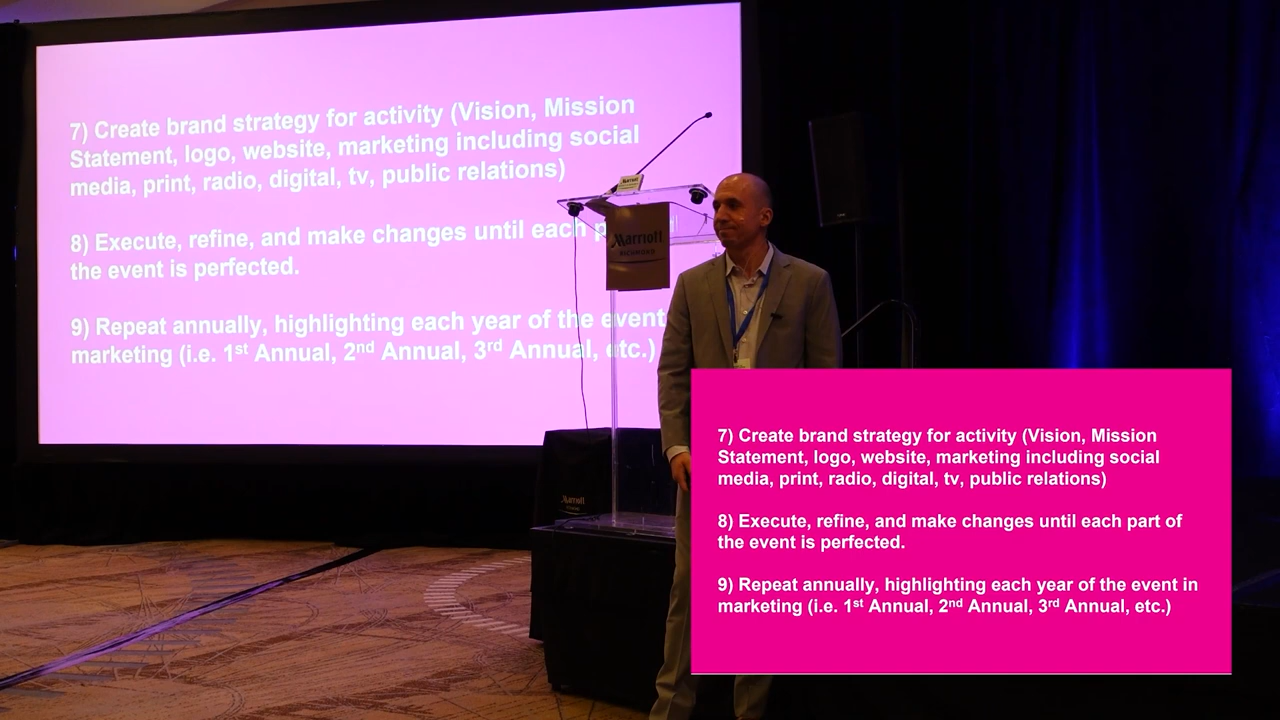 7) Create brand strategy for activity (Vision, Mission
Statement, logo, website, marketing including social
media, print, radio, digital, tv, public relations)
8) Execute, refine, and make changes until each p
the event is perfected.
9) Repeat annually, highlighting each year of the event
marketing (i.e. 1st Annual, 2nd Annual, 3rd Annual, etc.)
Marriott
RICHMOND
Marriott
7) Create brand strategy for activity (Vision, Mission
Statement, logo, website, marketing including social
media, print, radio, digital, tv, public relations)
8) Execute, refine, and make changes until each part of
the event is perfected.
9) Repeat annually, highlighting each year of the event in
marketing (i.e. 1st Annual, 2nd Annual, 3rd Annual, etc.)